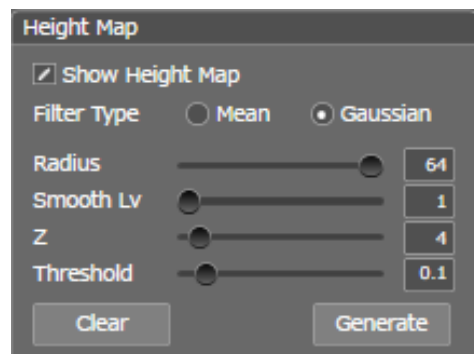 Height Map
Show Height Map
Filter Type Mean Gaussian
Radius 64
Smooth Lv 1
Z 4
Threshold 0.1
Clear Generate